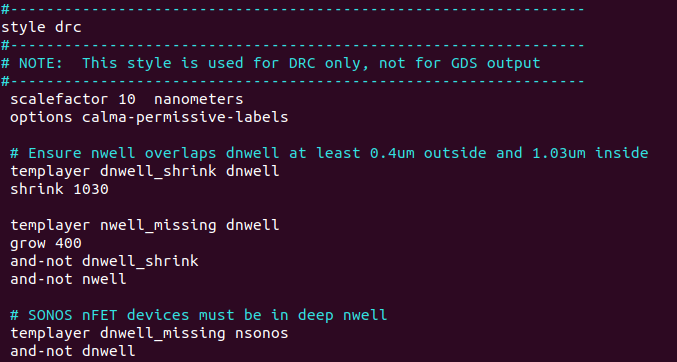 #---------------------------------------------------------------
style drc
#---------------------------------------------------------------
# NOTE:  This style is used for DRC only, not for GDS output
#---------------------------------------------------------------
 scalefactor 10  nanometers
 options calma-permissive-labels

 # Ensure nwell overlaps dnwell at least 0.4um outside and 1.03um inside
 templayer dnwell_shrink dnwell
 shrink 1030

 templayer nwell_missing dnwell
 grow 400
 and-not dnwell_shrink
 and-not nwell

 # SONOS nFET devices must be in deep nwell
 templayer dnwell_missing nsonos
 and-not dnwell